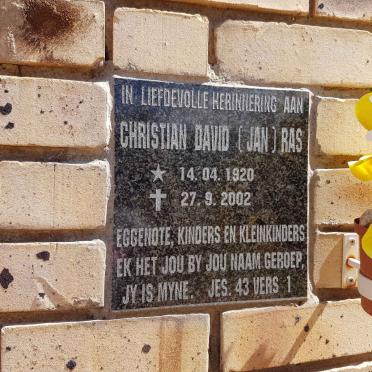 IN LIEFDEVOLLE HERINNERING AAN
CHRISTIAN DAVID (JAN) RAS
14.04.1920
27.9.2002
EGGENOTE, KINDERS EN KLEINKINDERS
EK HET JOU BY JOU NAAM GEROEP,
JY IS MYNE. JES. 43 VERS 1